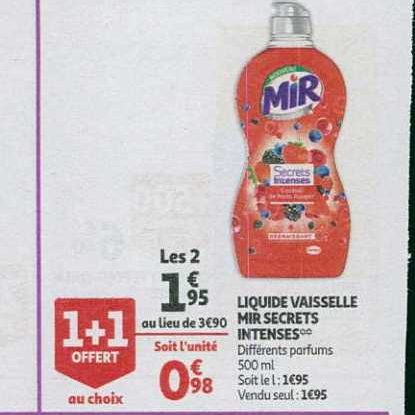 MiR
Secrets
Intenses
Les 2
1€95
au lieu de 3€90
1+1
OFFERT
au choix
Soit l'unité
0€98
LIQUIDE VAISSELLE
MIR SECRETS
INTENSES°°
Différents parfums
500 ml
Soit le l : 1€95
Vendu seul : 1€95